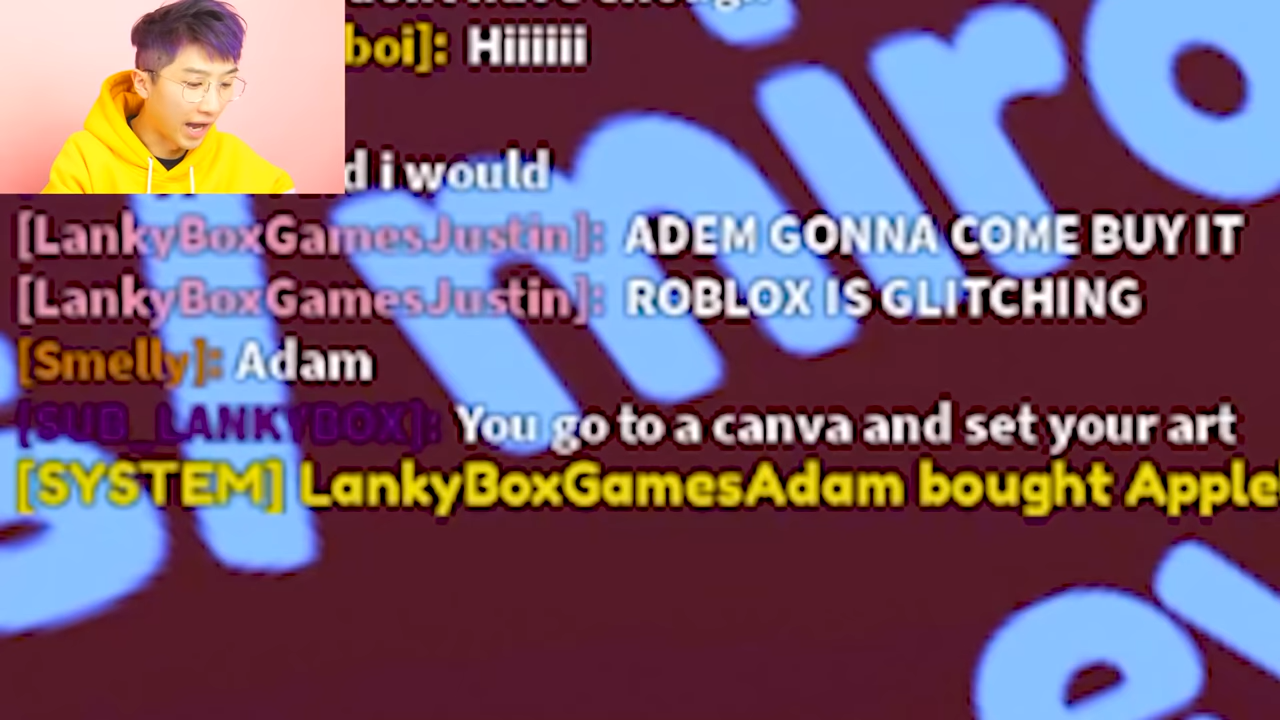 boi]: Hiiiiii
d i would
[LankyBoxGamesJustin]: ADEM GONNA COME BUY IT
[LankyBoxGamesJustin]: ROBLOX IS GLITCHING
[Smelly]: Adam
[SUB_LANKYBOX]: You go to a canva and set your art
[SYSTEM] LankyBoxGamesAdam bought Apple